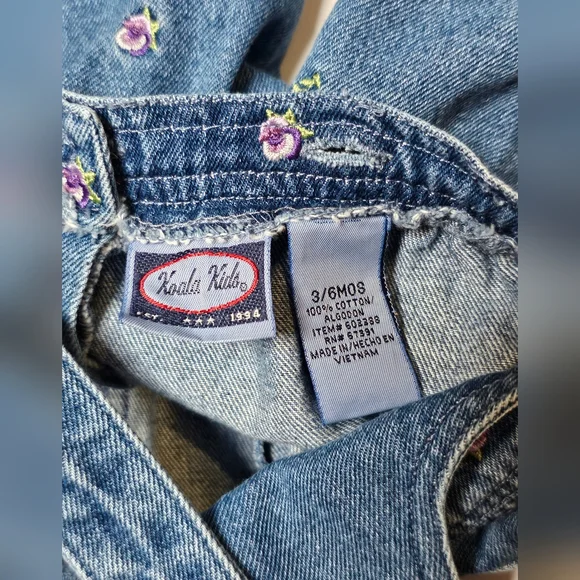 Koala Kids
EST. ★★★ 1994
3/6MOS
100% COTTON/
ALGODON
ITEM# 602388
RN# 57391
MADE IN/HECHO EN
VIETNAM